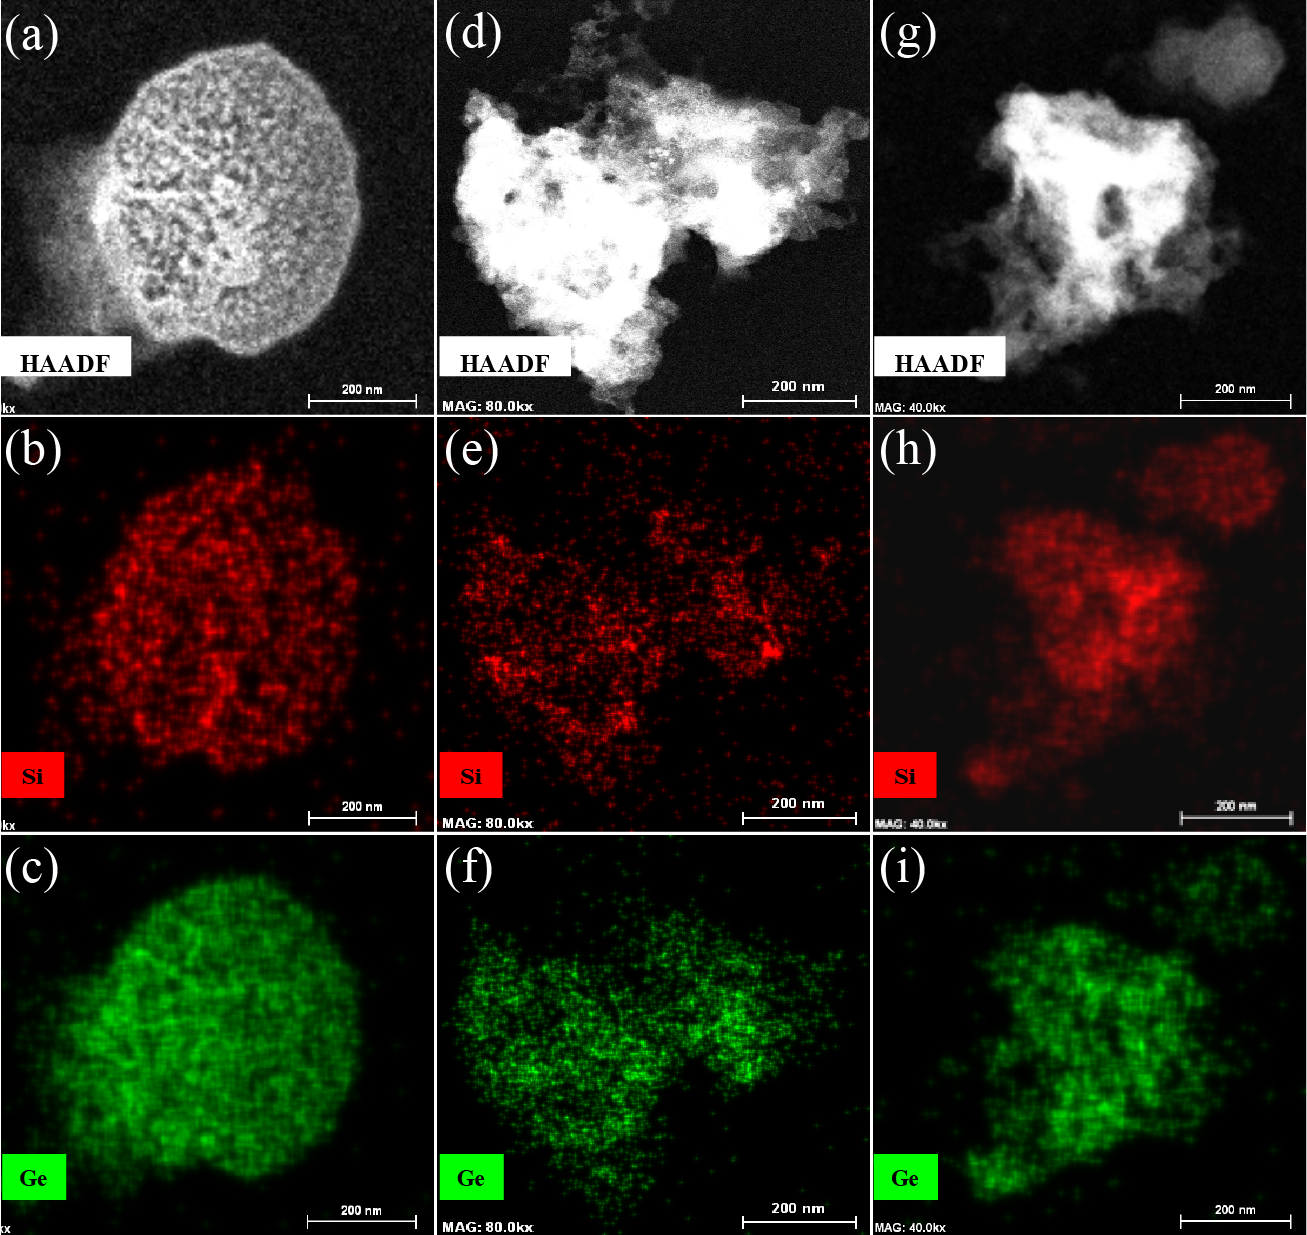 (a)
HAADF
200 nm
kx
(d)
HAADF
200 nm
MAG: 80.0kx
(g)
HAADF
200 nm
MAG: 40.0kx
(b)
Si
200 nm
kx
(e)
Si
200 nm
MAG: 80.0kx
(h)
Si
200 nm
MAG: 40.0kx
(c)
Ge
200 nm
kx
(f)
Ge
200 nm
MAG: 80.0kx
(i)
Ge
200 nm
MAG: 40.0kx